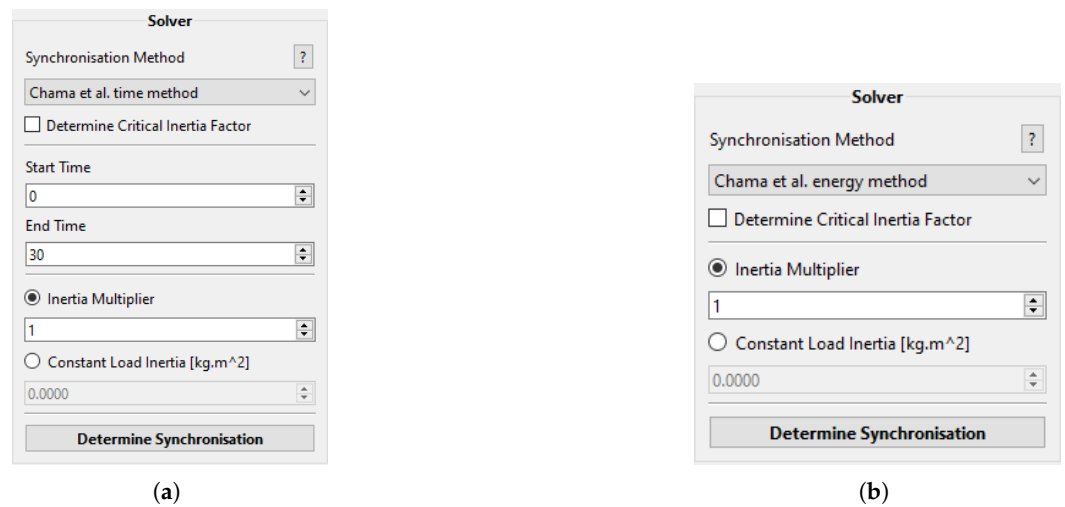 Solver
Synchronisation Method
?
Chama et al. time method
Determine Critical Inertia Factor
Start Time
0
End Time
30
Inertia Multiplier
1
Constant Load Inertia [kg.m^2]
0.0000
Determine Synchronisation
(a)
Solver
Synchronisation Method
?
Chama et al. energy method
Determine Critical Inertia Factor
Inertia Multiplier
1
Constant Load Inertia [kg.m^2]
0.0000
Determine Synchronisation
(b)